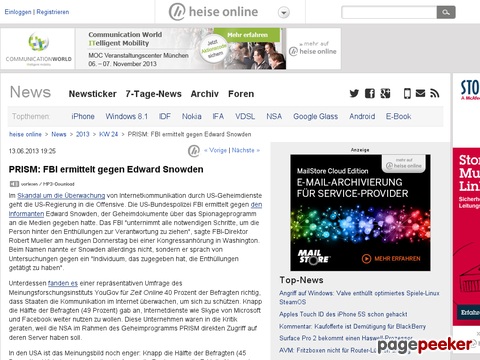 Einloggen | Registrieren
heise online
Communication World
ITelligent Mobility
MOC Veranstaltungscenter München
06. – 07. November 2013
COMMUNICATIONWORLD
Jetzt Aktionscode sichern!
mehr auf
heise online
News
Newsticker 7-Tage-News Archiv Foren
Topthemen: iPhone Windows 8.1 IDF Nokia IFA VDSL NSA Google Android E-Book
heise online > News > 2013 > KW 24 > PRISM: FBI ermittelt gegen Edward Snowden
13.06.2013 19:25
« Vorige | Nächste »
PRISM: FBI ermittelt gegen Edward Snowden
vorlesen / MP3-Download
Im Skandal um die Überwachung von Internetkommunikation durch US-Geheimdienste
geht die US-Regierung in die Offensive. Die US-Bundespolizei FBI ermittelt gegen den
Informanten Edward Snowden, der Geheimdokumente über das Spionageprogramm
an die Medien gegeben hatte. Das FBI "unternimmt alle notwendigen Schritte, um die
Person hinter den Enthüllungen zur Verantwortung zu ziehen", sagte FBI-Direktor
Robert Mueller am heutigen Donnerstag bei einer Kongressanhörung in Washington.
Beim Namen nannte er Snowden allerdings nicht, sondern er sprach von
Untersuchungen gegen ein "Individuum, das zugegeben hat, die Enthüllungen
getätigt zu haben".
Unterdessen fanden es einer repräsentativen Umfrage des
Meinungsforschungsinstituts YouGov für Zeit Online 40 Prozent der Befragten richtig,
dass Staaten die Kommunikation im Internet überwachen, um sich zu schützen. Knapp
die Hälfte der Befragten (49 Prozent) gab an, Internetdienste wie Skype von Microsoft
und Facebook weiter nutzen zu wollen. Diese Unternehmen waren in die Kritik
geraten, weil die NSA im Rahmen des Geheimprogramms PRISM direkten Zugriff auf
deren Server haben soll.
In den USA ist das Meinungsbild noch enger: Knapp die Hälfte der Befragten (45
Anzeige
MailStore Cloud Edition
E-MAIL-ARCHIVIERUNG
FÜR SERVICE-PROVIDER
MAIL STORE
MEHR ERFAHREN
Top-News
Angriff auf Windows: Valve enthüllt optimiertes Spiele-Linux
SteamOS
Apples Touch ID des iPhone 5S schon gehackt
Kommentar: Kaufofferte ist Demütigung für BlackBerry
Surface Pro 2 bekommt einen Haswell-Prozessor
AVM: Fritzboxen nicht für Router-L
STO
A McAfee
Stor
Mus
Link
Sicherhe
Erfahre
pagepeeker